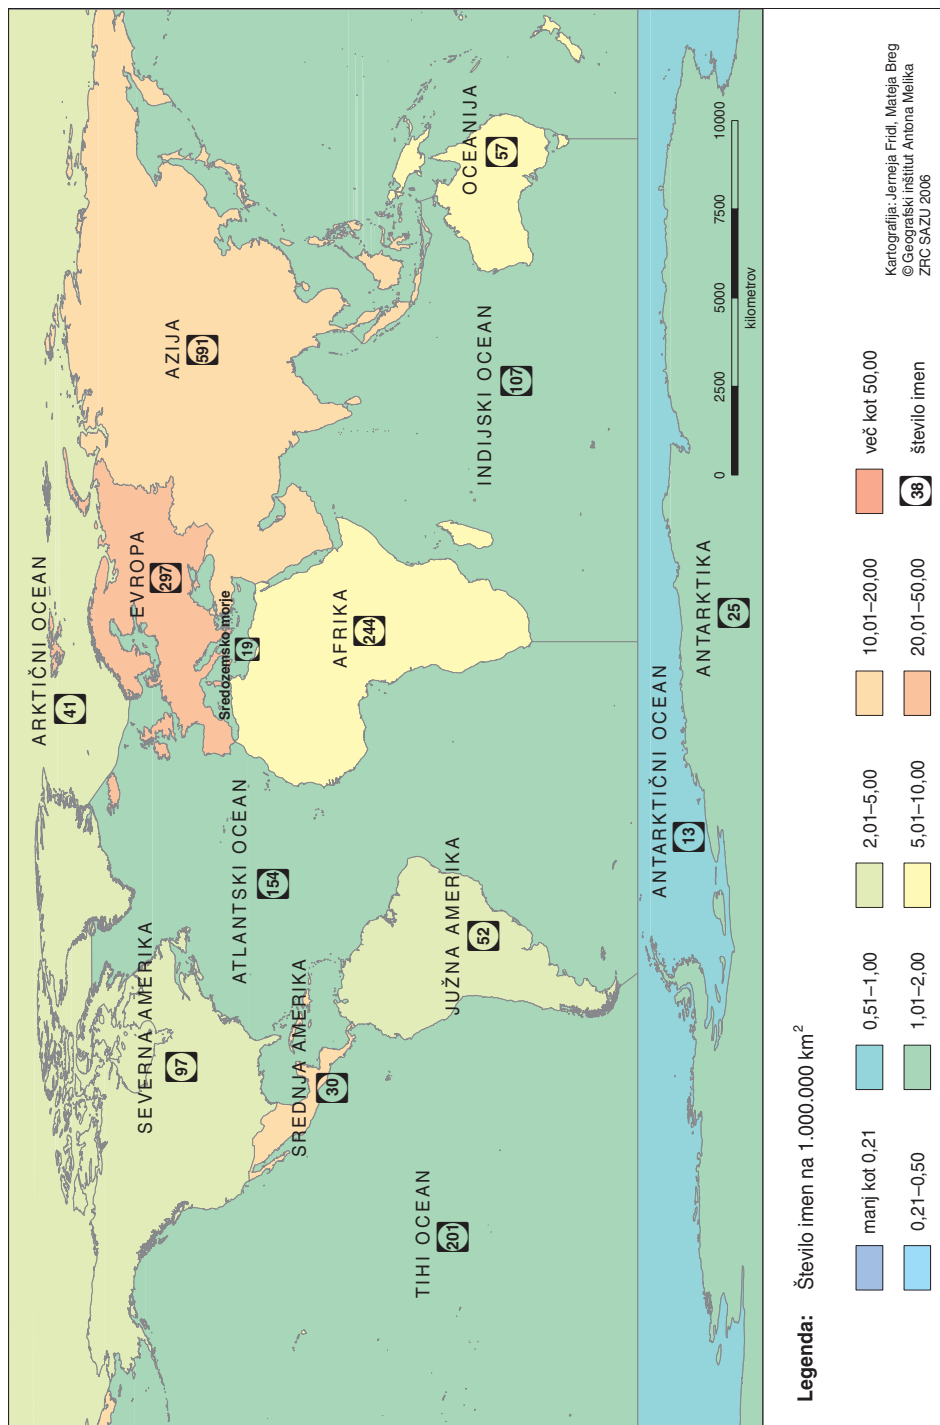 ARKTIČNI OCEAN
41
SEVERNA AMERIKA
97
EVROPA
297
AZIJA
591
Sredozemsko morje
19
ATLANTSKI OCEAN
154
SREDNJA AMERIKA
30
AFRIKA
244
TIHI OCEAN
201
JUŽNA AMERIKA
52
INDIJSKI OCEAN
107
OCEANIJA
57
ANTARKTIČNI OCEAN
13
ANTARKTIKA
25
0 2500 5000 7500 10000
kilometrov
Legenda: Število imen na 1.000.000 km²
manj kot 0,21
0,21–0,50
0,51–1,00
1,01–2,00
2,01–5,00
5,01–10,00
10,01–20,00
20,01–50,00
več kot 50,00
38 število imen
Kartografija: Jerneja Fridl, Mateja Breg
© Geografski inštitut Antona Melika
ZRC SAZU 2006